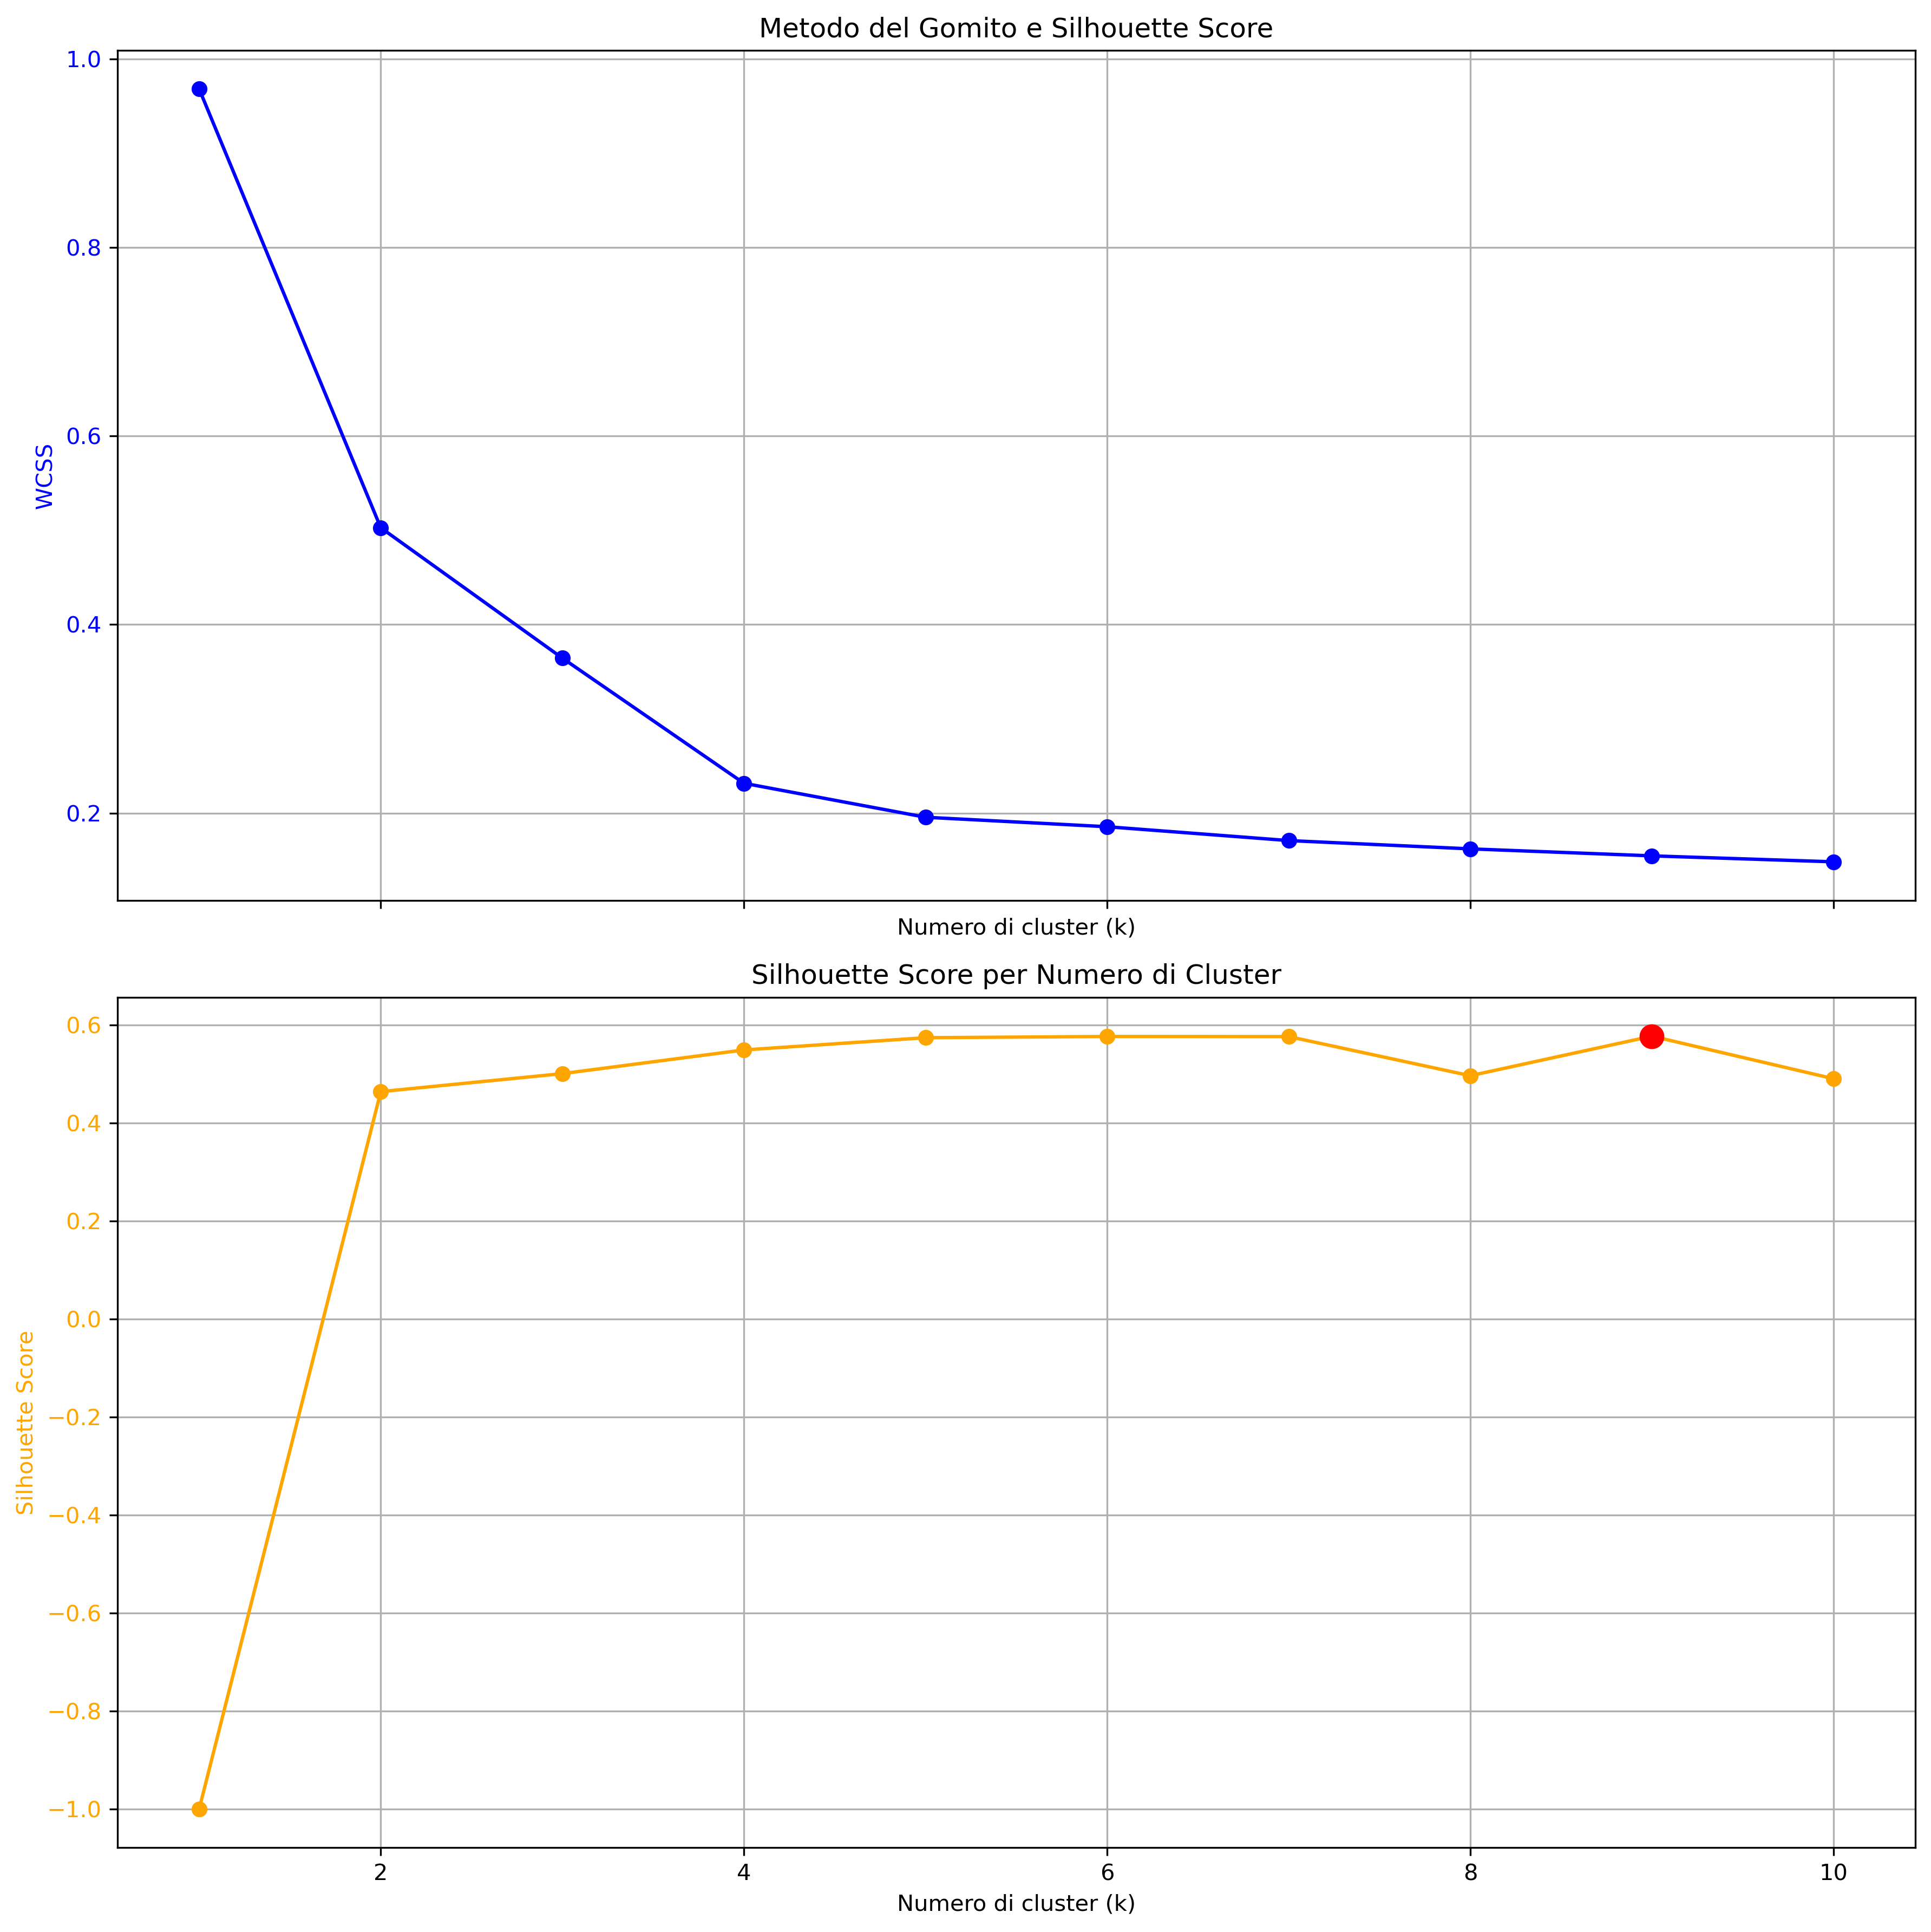 Metodo del Gomito e Silhouette Score
1.0
0.8
0.6
0.4
0.2
WCSS
Numero di cluster (k)
Silhouette Score per Numero di Cluster
0.6
0.4
0.2
0.0
−0.2
−0.4
−0.6
−0.8
−1.0
Silhouette Score
2 4 6 8 10
Numero di cluster (k)